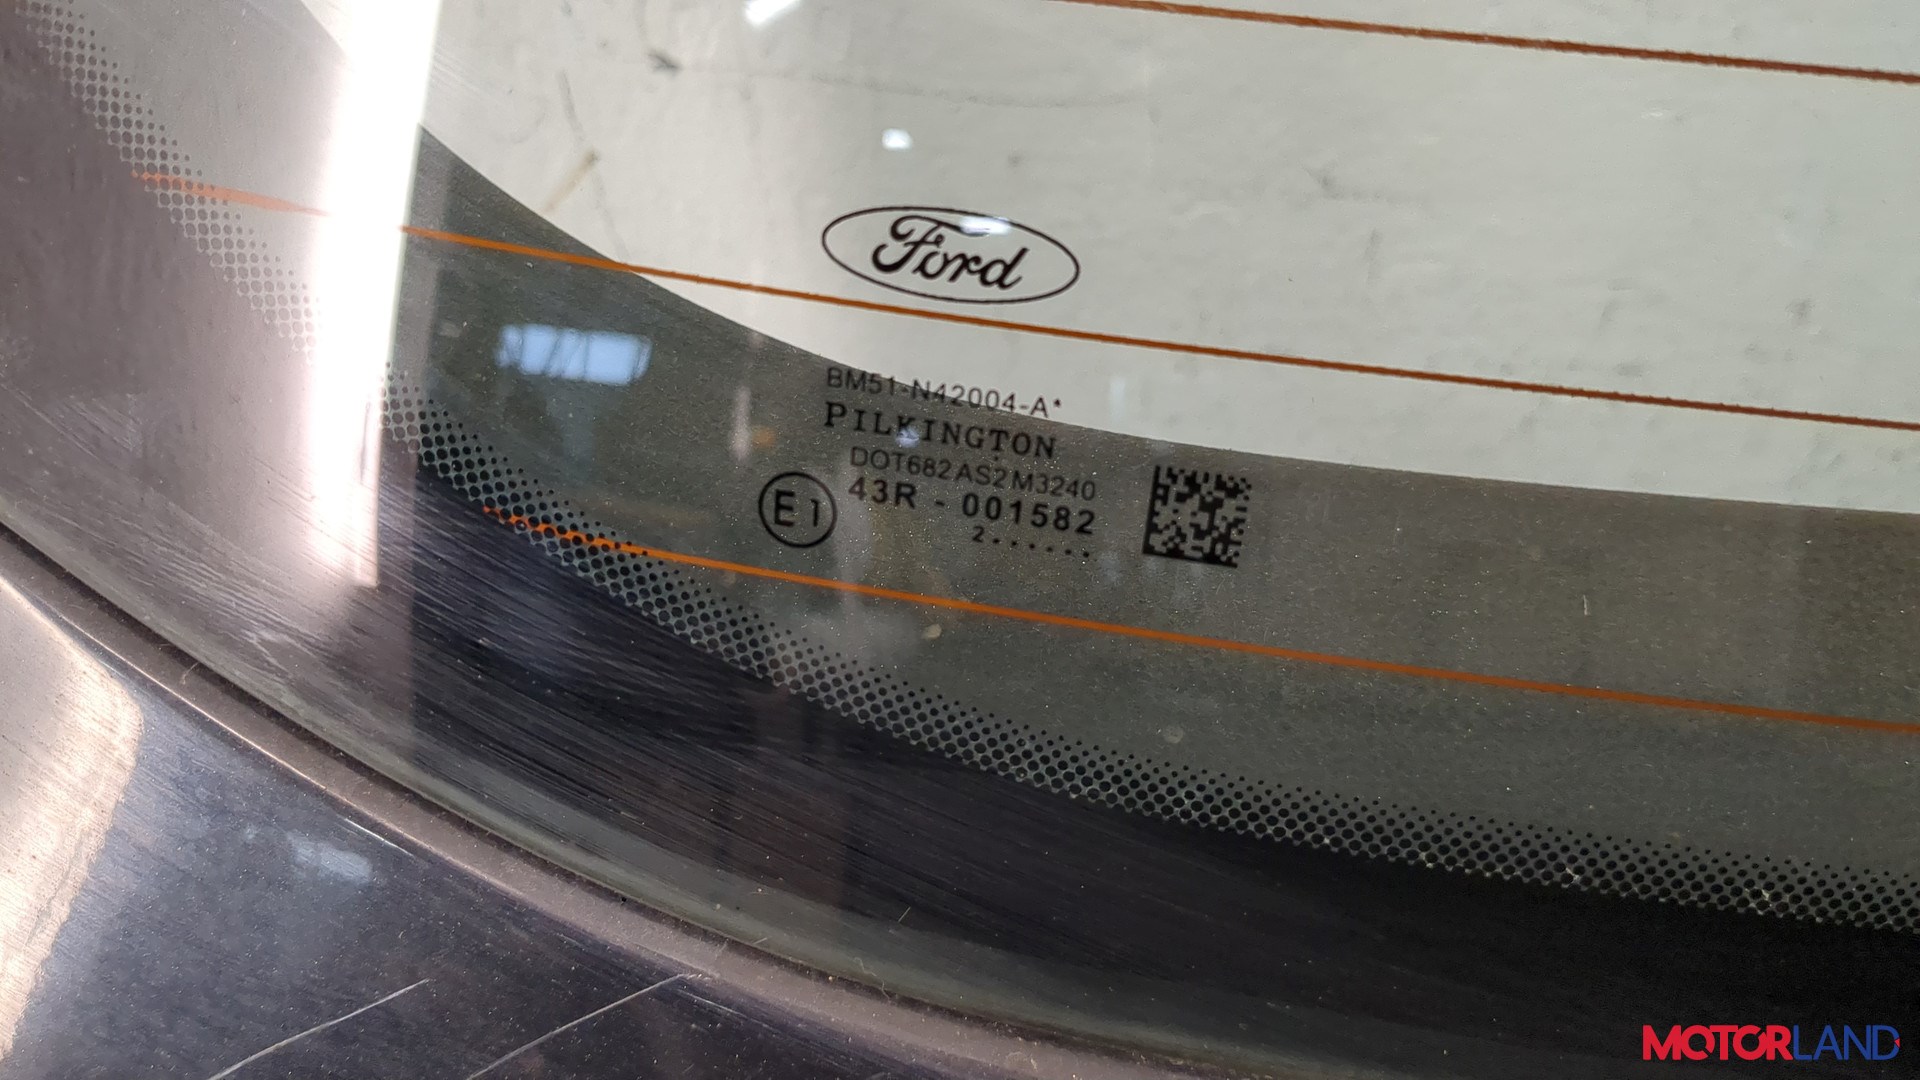 Ford
BM51-N42004-A*
PILKINGTON
DOT682AS2M3240
E1
43R - 001582
2......
MOTORLAND